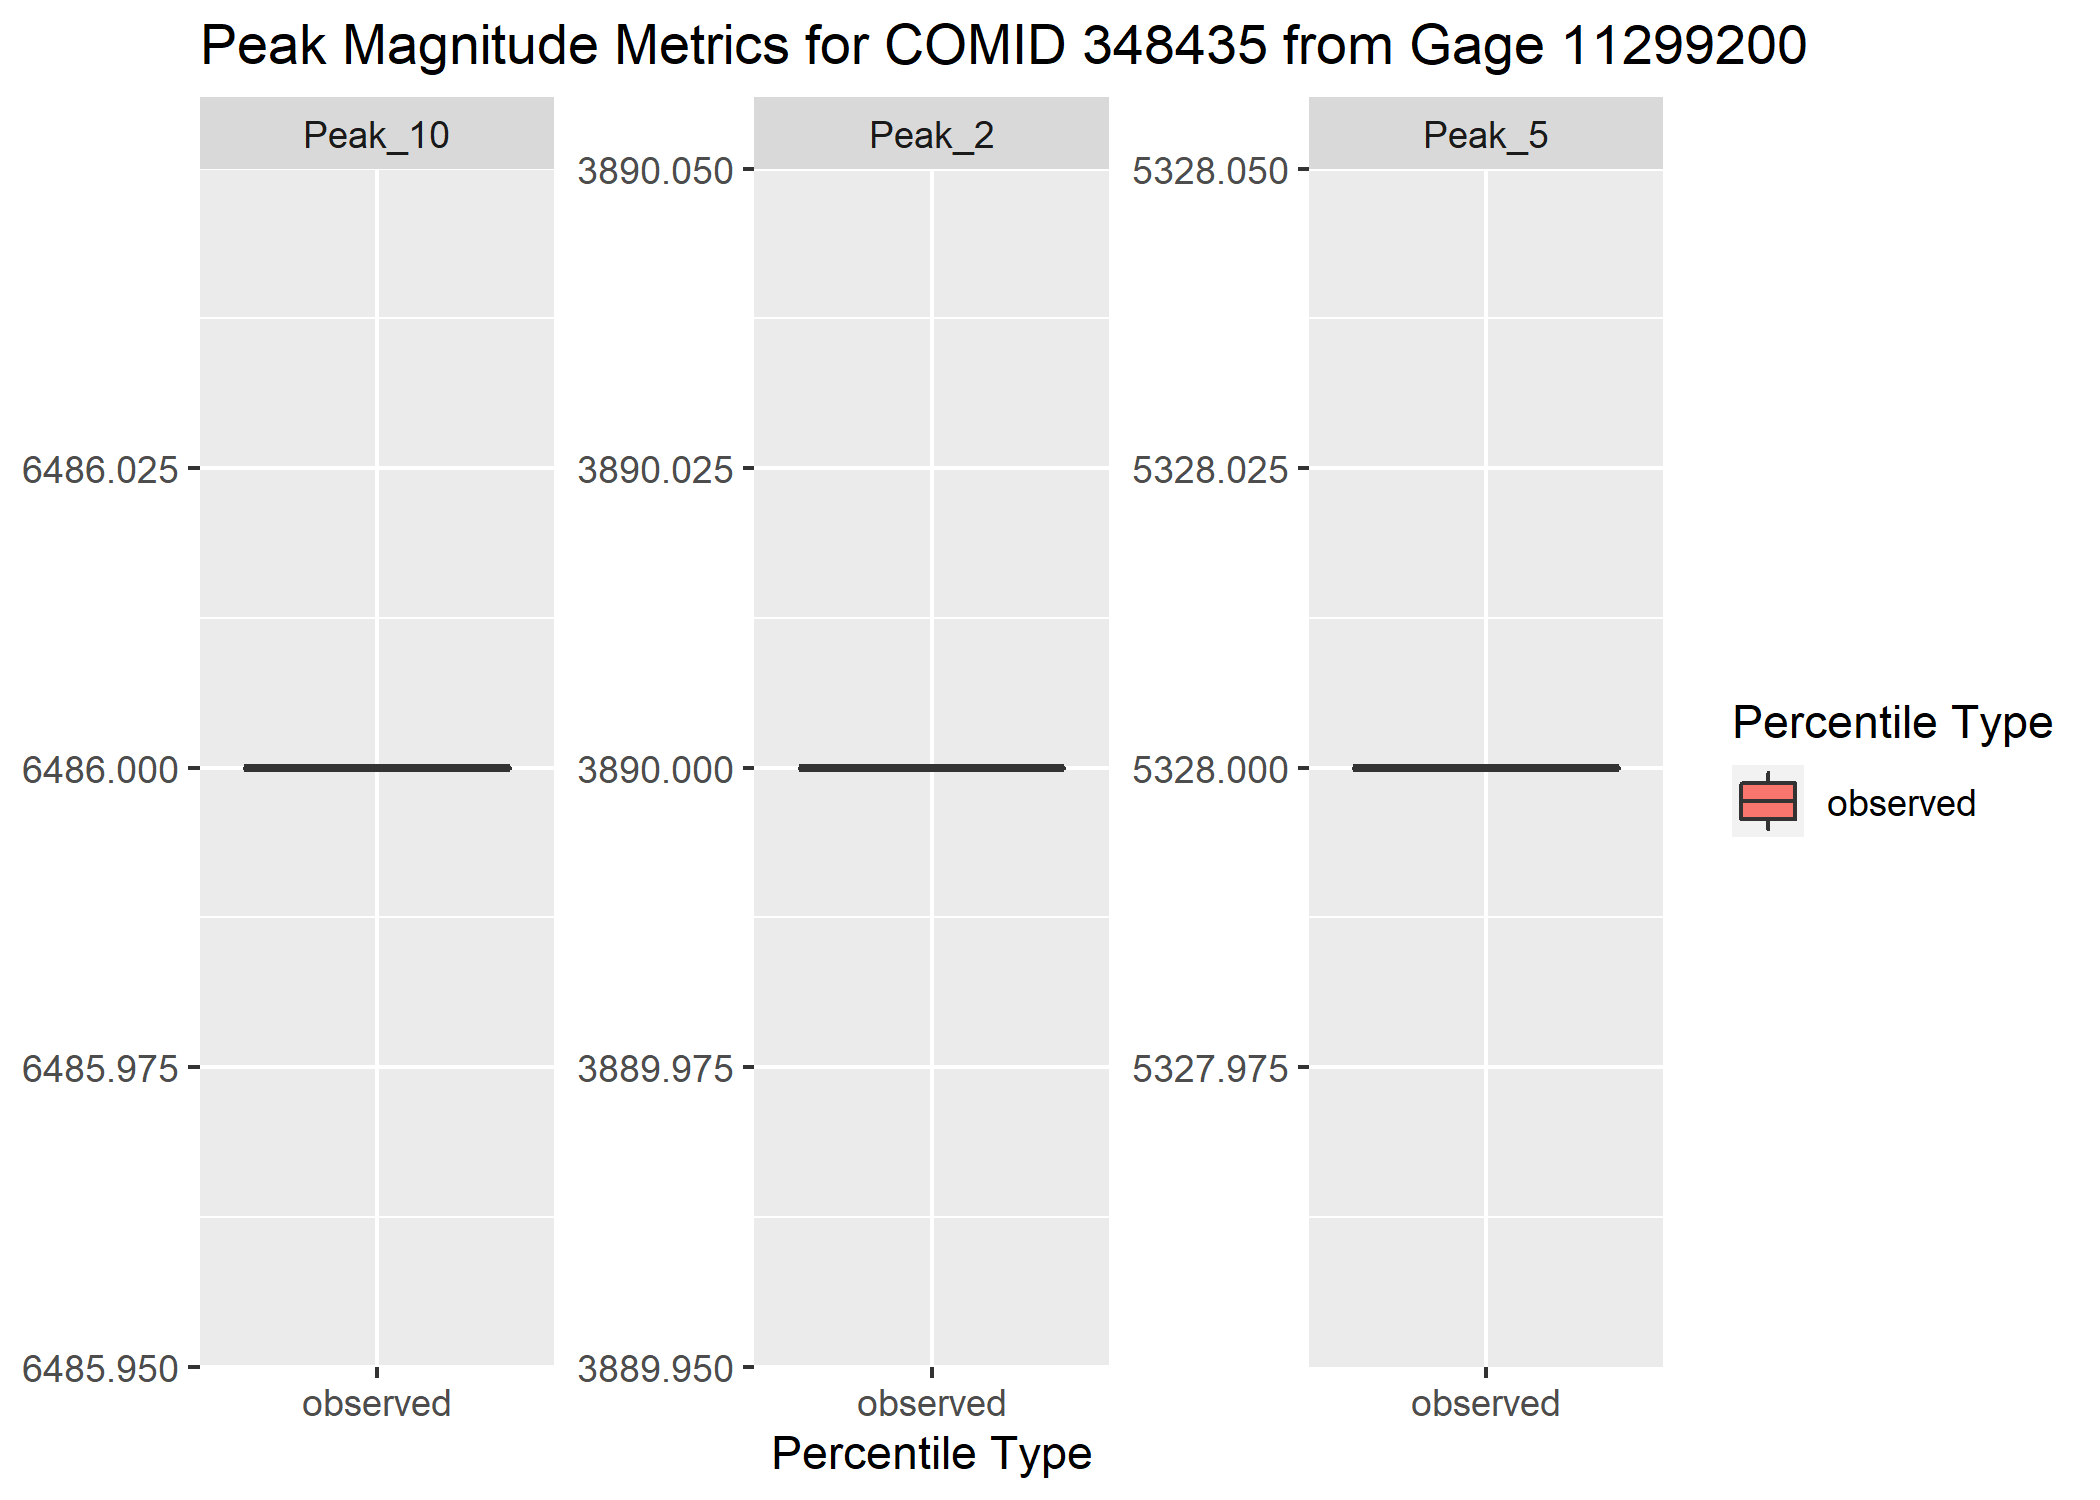 Peak Magnitude Metrics for COMID 348435 from Gage 11299200
Peak_10
6486.025
6486.000
6485.975
6485.950
observed
Peak_2
3890.050
3890.025
3890.000
3889.975
3889.950
observed
Peak_5
5328.050
5328.025
5328.000
5327.975
observed
Percentile Type
Percentile Type
observed